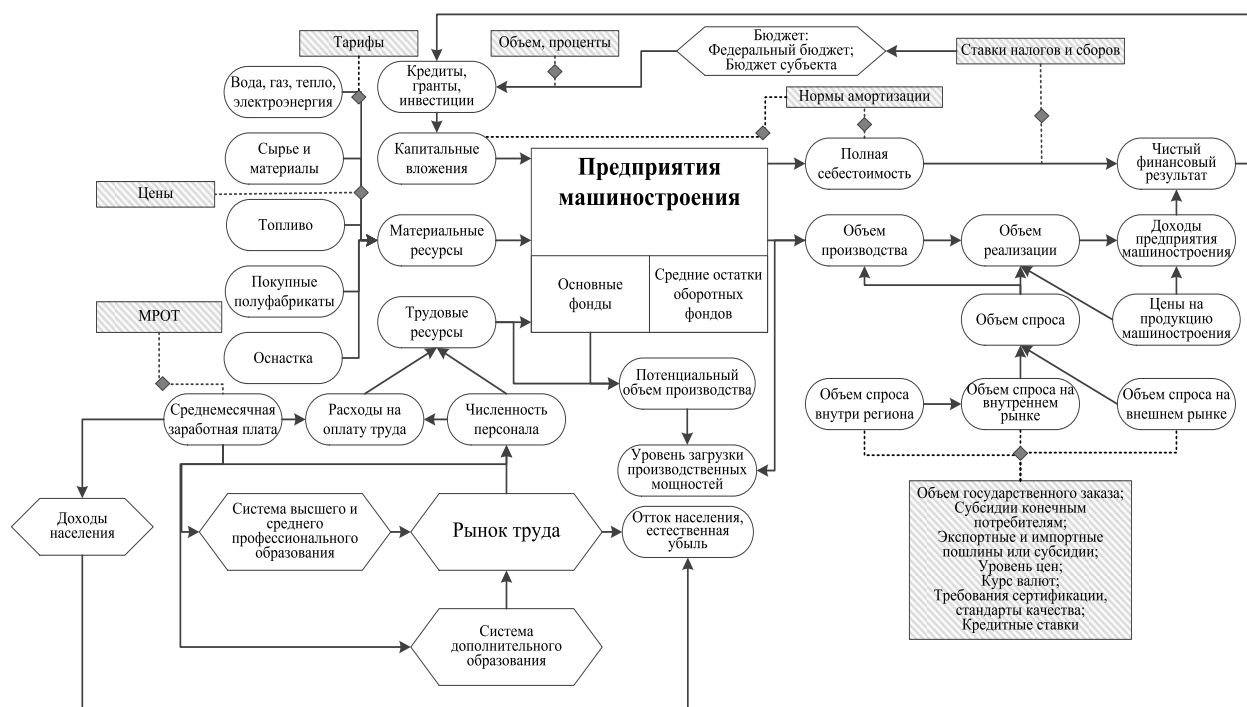 Тарифы
Объем, проценты
Бюджет:
Федеральный бюджет;
Бюджет субъекта
Ставки налогов и сборов
Вода, газ, тепло,
электроэнергия
Кредиты,
гранты,
инвестиции
Нормы амортизации
Сырье и
материалы
Капитальные
вложения
Предприятия
машиностроения
Полная
себестоимость
Чистый
финансовый
результат
Цены
Топливо
Материальные
ресурсы
Объем
производства
Объем
реализации
Доходы
предприятия
машиностроения
Покупные
полуфабрикаты
Основные
фонды
Средние остатки
оборотных
фондов
МРОТ
Трудовые
ресурсы
Объем спроса
Цены на
продукцию
машиностроения
Оснастка
Потенциальный
объем производства
Среднемесячная
заработная плата
Расходы на
оплату труда
Численность
персонала
Объем спроса
внутри региона
Объем спроса на
внутреннем
рынке
Объем спроса на
внешнем рынке
Уровень загрузки
производственных
мощностей
Доходы
населения
Система высшего и
среднего
профессионального
образования
Рынок труда
Отток населения,
естественная
убыль
Объем государственного заказа;
Субсидии конечным
потребителям;
Экспортные и импортные
пошлины или субсидии;
Уровень цен;
Курс валют;
Требования сертификации,
стандарты качества;
Кредитные ставки
Система
дополнительного
образования